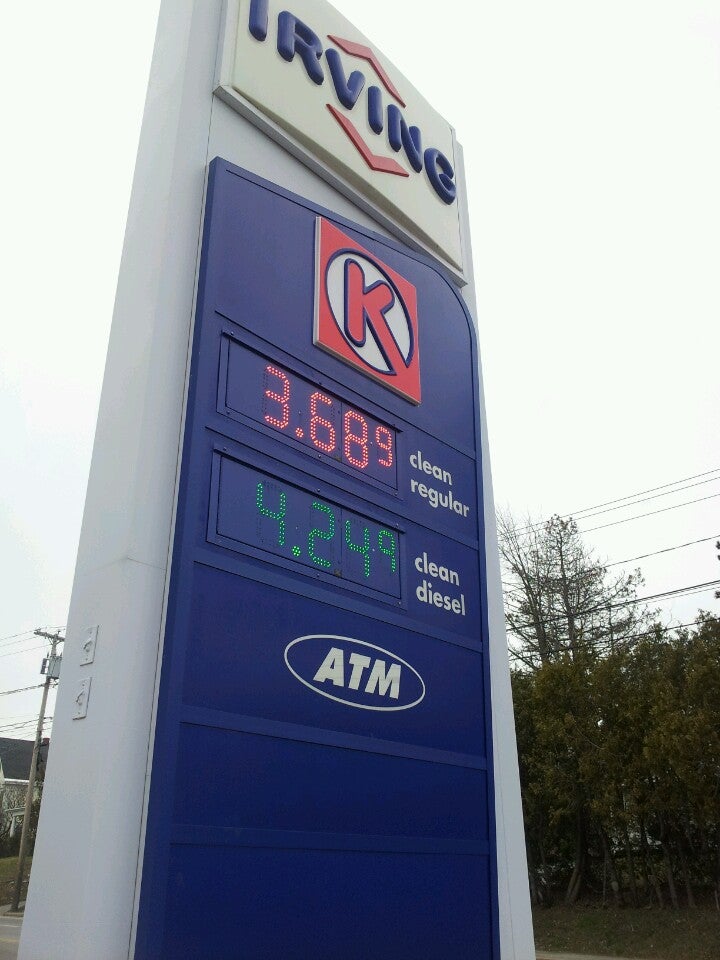 IRVING
K
3.689
clean
regular
4.249
clean
diesel
ATM